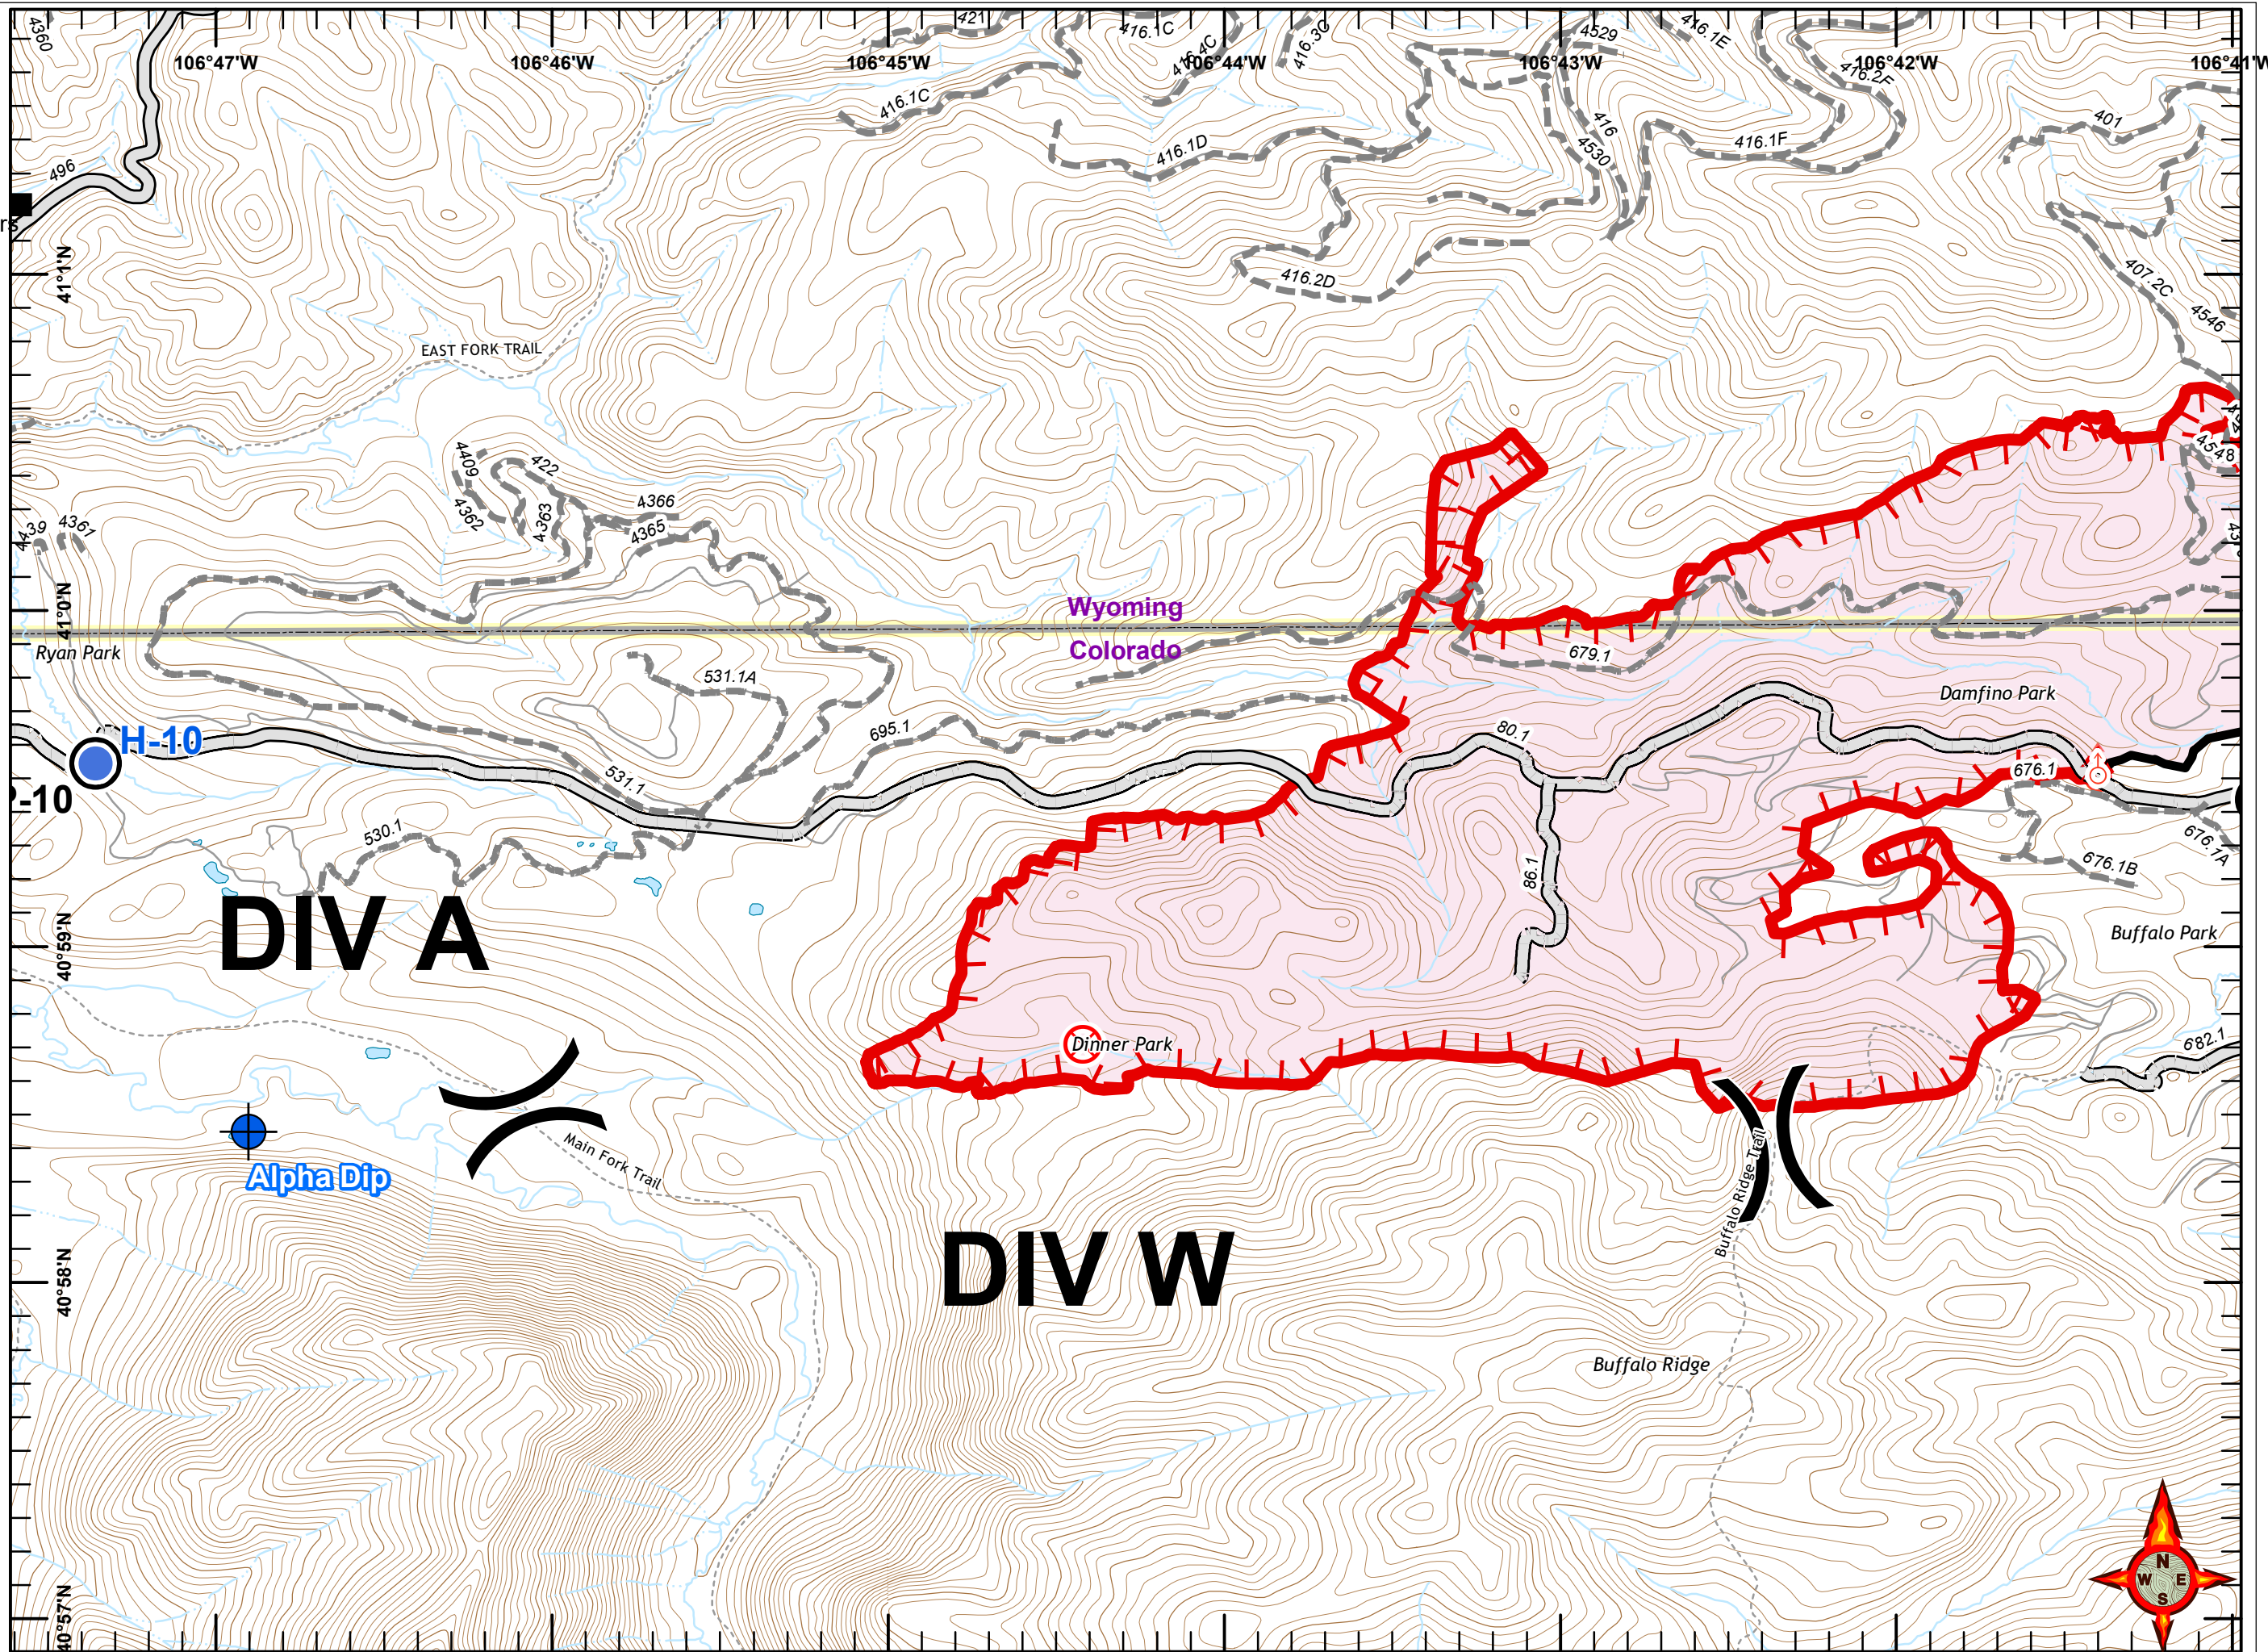 4360
421
416.1C
416.4C
416.3C
4529
416.1E
106°47'W
106°46'W
106°45'W
106°44'W
106°43'W
106°42'W
106°41'W
416.2F
416.1C
401
416
4530
416.1F
416.1D
496
rs
41°1'N
416.2D
407.2C
4546
EAST FORK TRAIL
4409
422
4548
4366
4362
4363
4365
4439
4361
41°0'N
Wyoming
Colorado
Ryan Park
679.1
531.1A
Damfino Park
695.1
80.1
H-10
676.1
531.1
-10
530.1
676.1A
676.1B
86.1
DIV A
40°59'N
Buffalo Park
Dinner Park
682.1
Main Fork Trail
Alpha Dip
Buffalo Ridge Trail
DIV W
40°58'N
Buffalo Ridge
N
W E
S
40°57'N